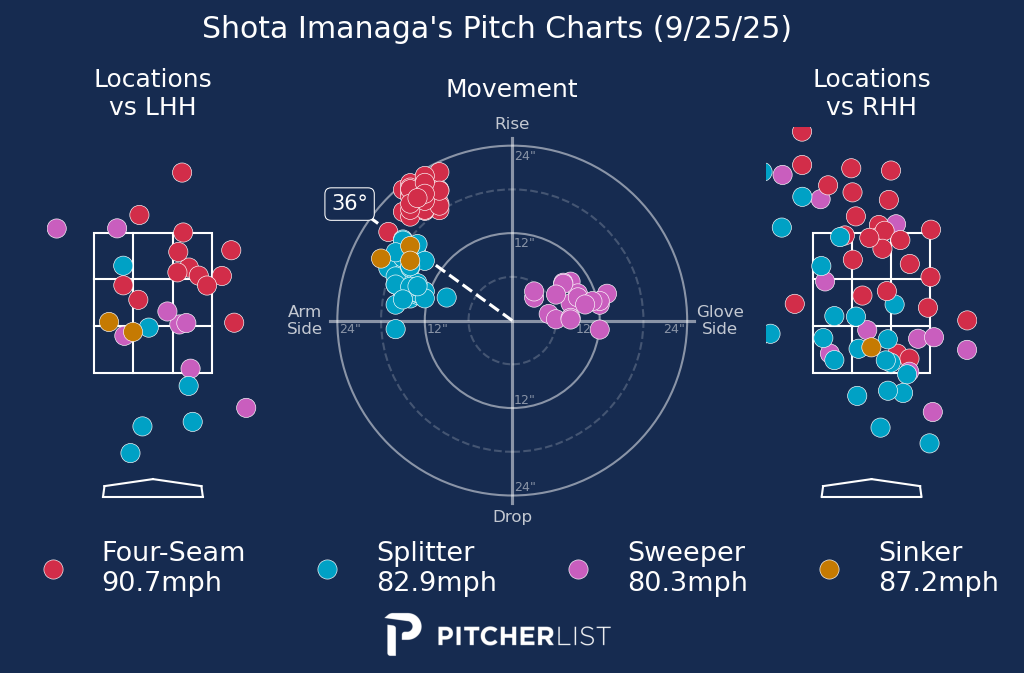 Shota Imanaga's Pitch Charts (9/25/25)
Locations
vs LHH
Movement
Locations
vs RHH
Rise
24"
36°
12"
Arm
Side
24"
12"
12"
24"
Glove
Side
12"
24"
Drop
Four-Seam
90.7mph
Splitter
82.9mph
Sweeper
80.3mph
Sinker
87.2mph
PITCHERLIST